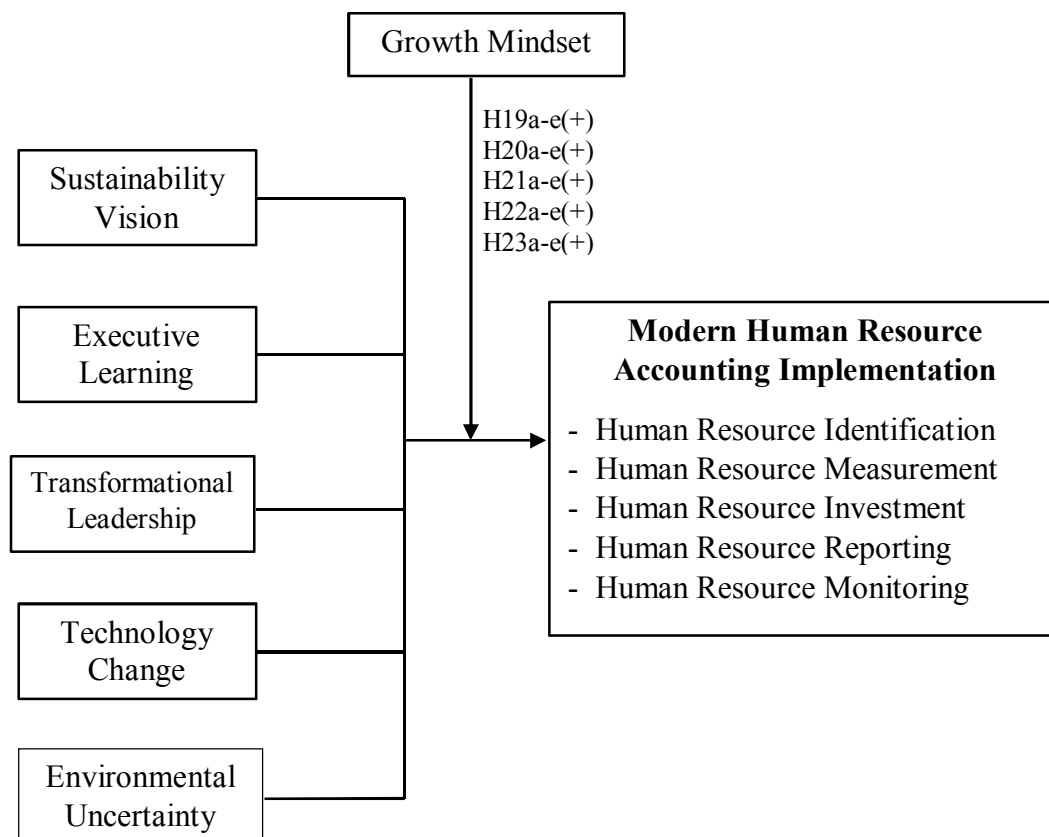 Growth Mindset
H19a-e(+)
H20a-e(+)
H21a-e(+)
H22a-e(+)
H23a-e(+)
Sustainability
Vision
Executive
Learning
Transformational
Leadership
Technology
Change
Environmental
Uncertainty
Modern Human Resource
Accounting Implementation
- Human Resource Identification
- Human Resource Measurement
- Human Resource Investment
- Human Resource Reporting
- Human Resource Monitoring